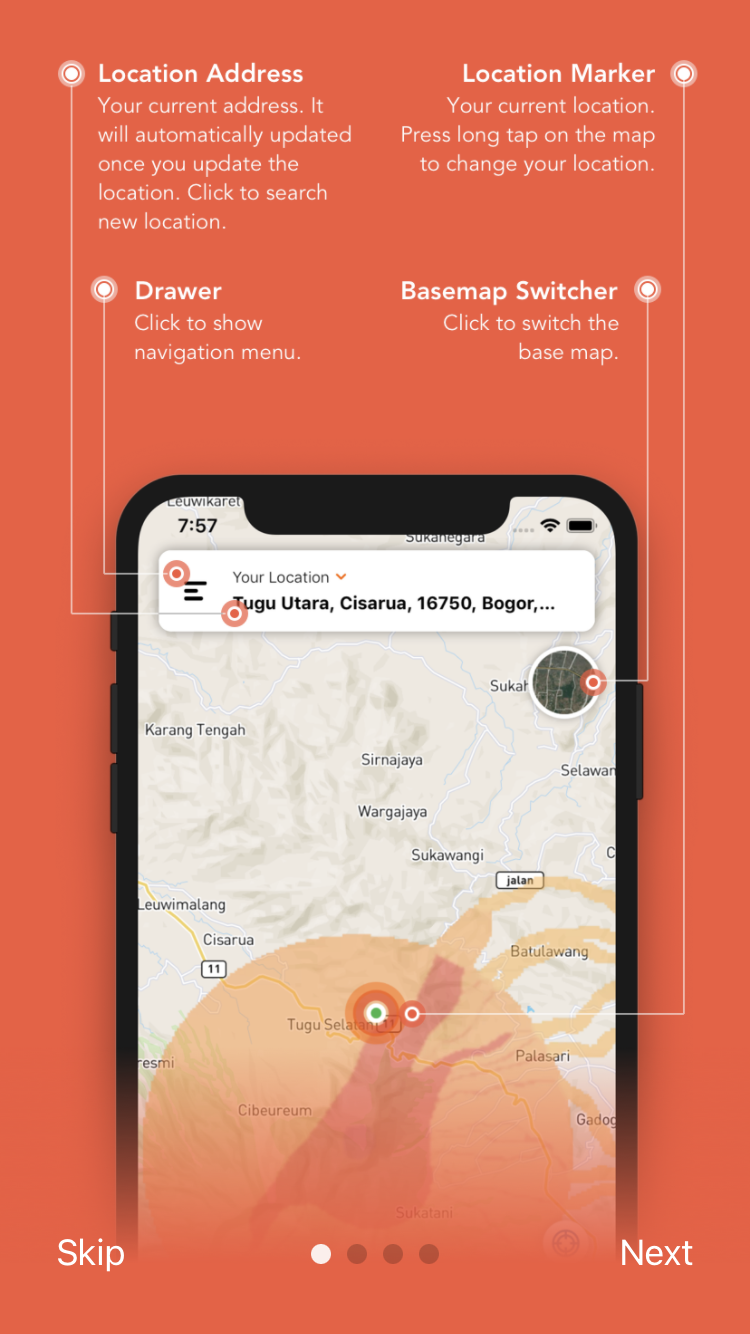 Location Address
Your current address. It
will automatically updated
once you update the
location. Click to search
new location.
Location Marker
Your current location.
Press long tap on the map
to change your location.
Drawer
Click to show
navigation menu.
Basemap Switcher
Click to switch the
base map.
Leuwikaret
7:57
Sukanegara
Your Location
Tugu Utara, Cisarua, 16750, Bogor,...
Sukah
Karang Tengah
Sirnajaya
Selawan
Wargajaya
Sukawangi
C
jalan
Leuwimalang
Cisarua
Batulawang
11
Tugu Selatan
11
resmi
Palasari
Cibeureum
Gadog
Sukatani
Skip
Next